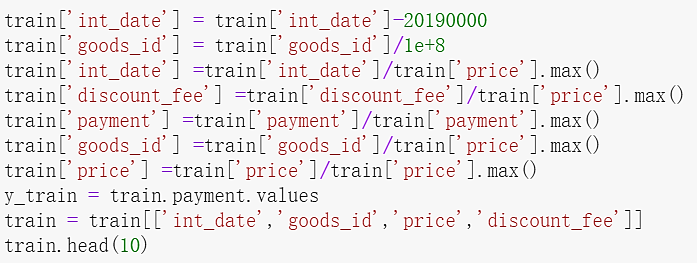 train['int_date'] = train['int_date']-20190000
train['goods_id'] = train['goods_id']/1e+8
train['int_date'] =train['int_date']/train['price'].max()
train['discount_fee'] =train['discount_fee']/train['price'].max()
train['payment'] =train['payment']/train['payment'].max()
train['goods_id'] =train['goods_id']/train['price'].max()
train['price'] =train['price']/train['price'].max()
y_train = train.payment.values
train = train[['int_date','goods_id','price','discount_fee']]
train.head(10)